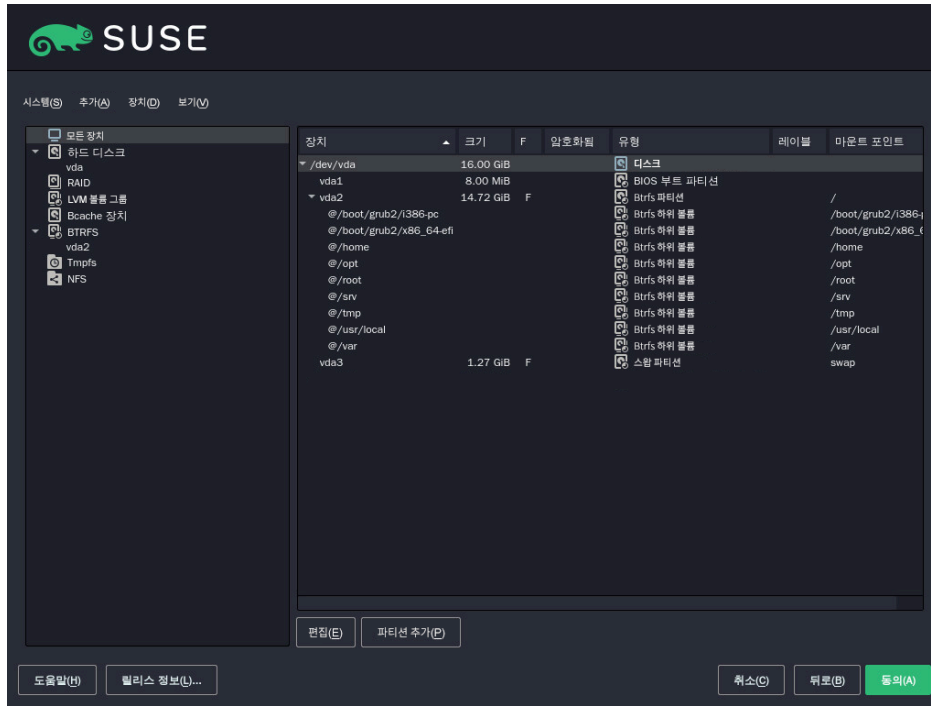 SUSE
시스템(S) 추가(A) 장치(D) 보기(V)
모든 장치
하드 디스크
vda
RAID
LVM 볼륨 그룹
Bcache 장치
BTRFS
vda2
Tmpfs
NFS
장치 크기 F 암호화됨 유형 레이블 마운트 포인트
/dev/vda 16.00 GiB 디스크
vda1 8.00 MiB BIOS 부트 파티션
vda2 14.72 GiB F Btrfs 파티션 /
@/boot/grub2/i386-pc Btrfs 하위 볼륨 /boot/grub2/i386-
@/boot/grub2/x86_64-efi Btrfs 하위 볼륨 /boot/grub2/x86_
@/home Btrfs 하위 볼륨 /home
@/opt Btrfs 하위 볼륨 /opt
@/root Btrfs 하위 볼륨 /root
@/srv Btrfs 하위 볼륨 /srv
@/tmp Btrfs 하위 볼륨 /tmp
@/usr/local Btrfs 하위 볼륨 /usr/local
@/var Btrfs 하위 볼륨 /var
vda3 1.27 GiB F 스왑 파티션 swap
편집(E) 파티션 추가(P)
도움말(H) 릴리스 정보(L)... 취소(C) 뒤로(B) 동의(A)